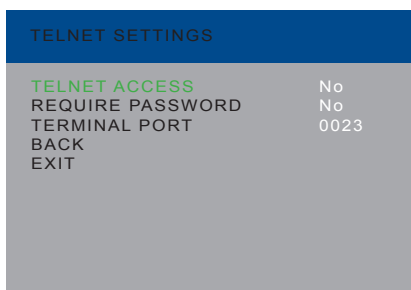 TELNET SETTINGS
TELNET ACCESS No
REQUIRE PASSWORD No
TERMINAL PORT 0023
BACK
EXIT